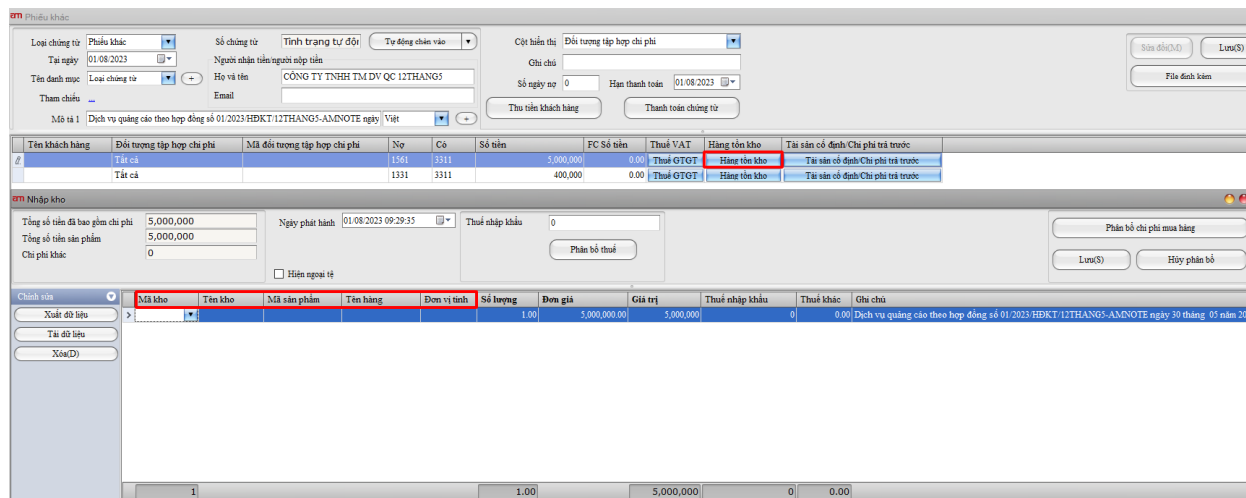 am Phiếu khác
Loại chứng từ Phiếu khác Số chứng từ Tình trạng tự độn Tự động chèn vào Cột hiển thị Đối tượng tập hợp chi phí Sửa đổi(M) Lưu(S)
Tại ngày 01/08/2023 Người nhận tiền/người nộp tiền Ghi chú
Tên danh mục Loại chứng từ + Họ và tên CÔNG TY TNHH TM DV QC 12THANG5 Số ngày nợ 0 Hạn thanh toán 01/08/2023 File đính kèm
Tham chiếu ... Email Thu tiền khách hàng Thanh toán chứng từ
Mô tả 1 Dịch vụ quảng cáo theo hợp đồng số 01/2023/HĐKT/12THANG5-AMNOTE ngày Việt +
Tên khách hàng Đối tượng tập hợp chi phí Mã đối tượng tập hợp chi phí Nợ Có Số tiền FC Số tiền Thuế VAT Hàng tồn kho Tài sản cố định/Chi phí trả trước
Tất cả 1561 3311 5,000,000 0.00 Thuế GTGT Hàng tồn kho Tài sản cố định/Chi phí trả trước
Tất cả 1331 3311 400,000 0.00 Thuế GTGT Hàng tồn kho Tài sản cố định/Chi phí trả trước
am Nhập kho
Tổng số tiền đã bao gồm chi phí 5,000,000 Ngày phát hành 01/08/2023 09:29:35 Thuế nhập khẩu 0 Phân bổ chi phí mua hàng
Tổng số tiền sản phẩm 5,000,000
Chi phí khác 0 Phân bổ thuế Lưu(S) Hủy phân bổ
Hiện ngoại tệ
Chỉnh sửa Mã kho Tên kho Mã sản phẩm Tên hàng Đơn vị tính Số lượng Đơn giá Giá trị Thuế nhập khẩu Thuế khác Ghi chú
Xuất dữ liệu 1.00 5,000,000.00 5,000,000 0 0.00 Dịch vụ quảng cáo theo hợp đồng số 01/2023/HĐKT/12THANG5-AMNOTE ngày 30 tháng 05 năm 20
Tải dữ liệu
Xóa(D)
1 1.00 5,000,000 0 0.00